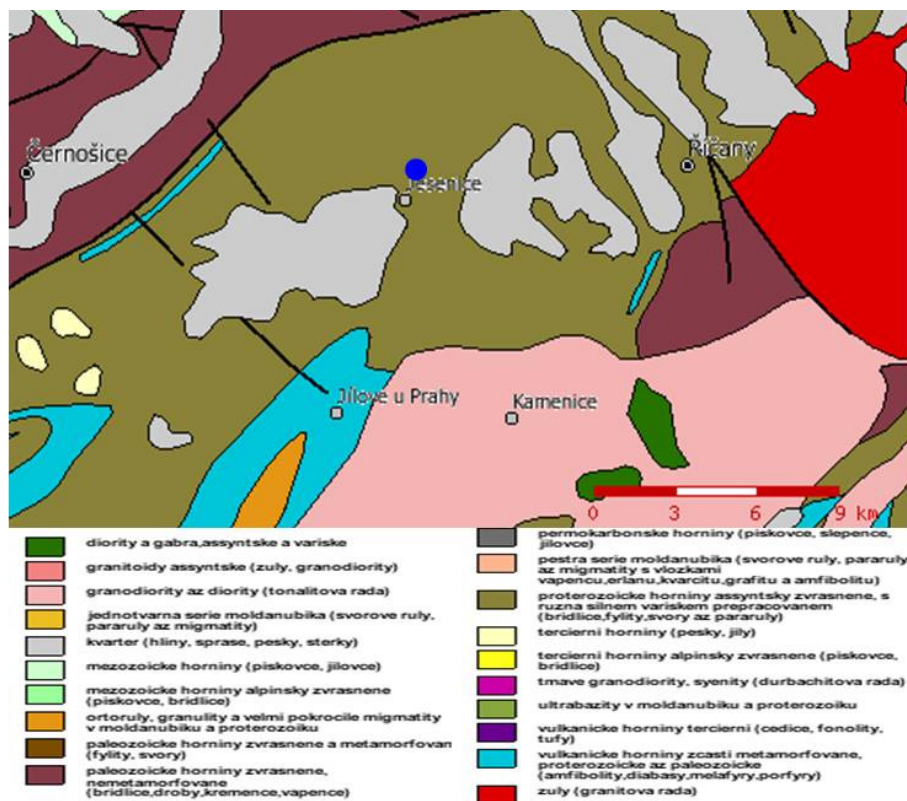 Černošice
Říčany
Jesenice
Jílové u Prahy
Kamenice
0 3 6 9 km
diority a gabra,assyntske a variske
granitoidy assyntske (zuly, granodiority)
granodiority az diority (tonalitova rada)
jednotvarna serie moldanubika (svorove ruly,
pararuly az migmatity)
kvarter (hliny, sprase, pesky, sterky)
mezozoicke horniny (piskovce, jilovce)
mezozoicke horniny alpinsky zvrasnene
(piskovce, bridlice)
ortoruly, granulity a velmi pokrocile migmatity
v moldanubiku a proterozoiku
paleozoicke horniny zvrasnene a metamorfovan
(fylity, svory)
paleozoicke horniny zvrasnene,
nemetamorfovane
(bridlice,droby,kremence,vapence)
permokarbonske horniny (piskovce, slepence,
jilovce)
pestra serie moldanubika (svorove ruly, pararuly
az migmatity s vlozkami
vapencu,erlanu,kvarcitu,grafitu a amfibolitu)
proterozoicke horniny assyntsky zvrasnene, s
ruzna silnem variskem prepracovanem
(bridlice,fylity,svory az pararuly)
tercierni horniny (pesky, jily)
tercierni horniny alpinsky zvrasnene (piskovce,
bridlice)
tmave granodiority, syenity (durbachitova rada)
ultrabazity v moldanubiku a proterozoiku
vulkanicke horniny tercierni (cedice, fonolity,
tufy)
vulkanicke horniny zcasti metamorfovane,
proterozoicke az paleozoicke
(amfibolity,diabasy,melafyry,porfyry)
zuly (granitova rada)